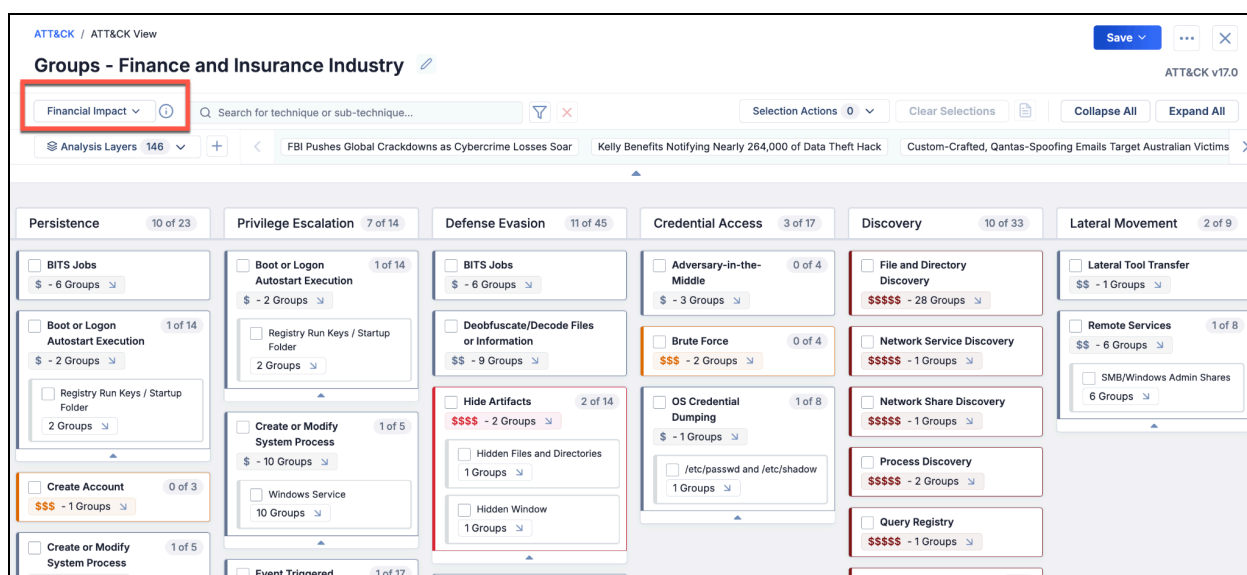 ATT&CK / ATT&CK View
Save
Groups - Finance and Insurance Industry
ATT&CK v17.0
Financial Impact
Search for technique or sub-technique...
Selection Actions 0
Clear Selections
Collapse All
Expand All
Analysis Layers 146
FBI Pushes Global Crackdowns as Cybercrime Losses Soar
Kelly Benefits Notifying Nearly 264,000 of Data Theft Hack
Custom-Crafted, Qantas-Spoofing Emails Target Australian Victims
Persistence 10 of 23
BITS Jobs
$ - 6 Groups
Boot or Logon 1 of 14
Autostart Execution
$ - 2 Groups
Registry Run Keys / Startup
Folder
2 Groups
Create Account 0 of 3
$$$ - 1 Groups
Create or Modify 1 of 5
System Process
Privilege Escalation 7 of 14
Boot or Logon 1 of 14
Autostart Execution
$ - 2 Groups
Registry Run Keys / Startup
Folder
2 Groups
Create or Modify 1 of 5
System Process
$ - 10 Groups
Windows Service
10 Groups
Event Triggered 1 of 17
Defense Evasion 11 of 45
BITS Jobs
$ - 6 Groups
Deobfuscate/Decode Files
or Information
$$ - 9 Groups
Hide Artifacts 2 of 14
$$$$ - 2 Groups
Hidden Files and Directories
1 Groups
Hidden Window
1 Groups
Credential Access 3 of 17
Adversary-in-the- 0 of 4
Middle
$ - 3 Groups
Brute Force 0 of 4
$$$ - 2 Groups
OS Credential 1 of 8
Dumping
$ - 1 Groups
/etc/passwd and /etc/shadow
1 Groups
Discovery 10 of 33
File and Directory
Discovery
$$$$$ - 28 Groups
Network Service Discovery
$$$$$ - 1 Groups
Network Share Discovery
$$$$$ - 1 Groups
Process Discovery
$$$$$ - 2 Groups
Query Registry
$$$$$ - 1 Groups
Lateral Movement 2 of 9
Lateral Tool Transfer
$$ - 1 Groups
Remote Services 1 of 8
$$ - 6 Groups
SMB/Windows Admin Shares
6 Groups